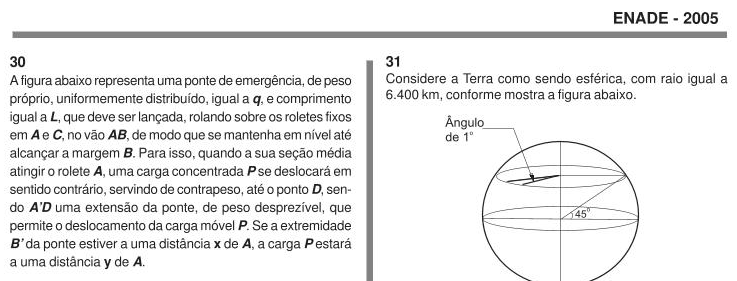 ENADE - 2005
30
A figura abaixo representa uma ponte de emergência, de peso
próprio, uniformemente distribuído, igual a q, e comprimento
igual a L, que deve ser lançada, rolando sobre os roletes fixos
em A e C, no vão AB, de modo que se mantenha em nível até
alcançar a margem B. Para isso, quando a sua seção média
atingir o rolete A, uma carga concentrada P se deslocará em
sentido contrário, servindo de contrapeso, até o ponto D, sen-
do A'D uma extensão da ponte, de peso desprezível, que
permite o deslocamento da carga móvel P. Se a extremidade
B' da ponte estiver a uma distância x de A, a carga P estará
a uma distância y de A.
31
Considere a Terra como sendo esférica, com raio igual a
6.400 km, conforme mostra a figura abaixo.
Ângulo
de 1°
45°